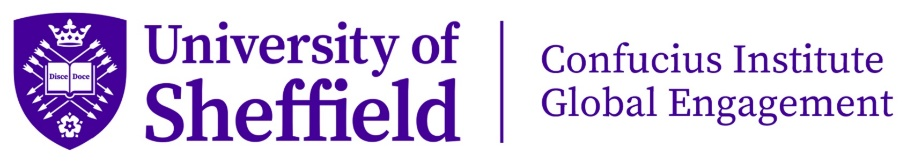 Disce Doce
University of
Sheffield
Confucius Institute
Global Engagement